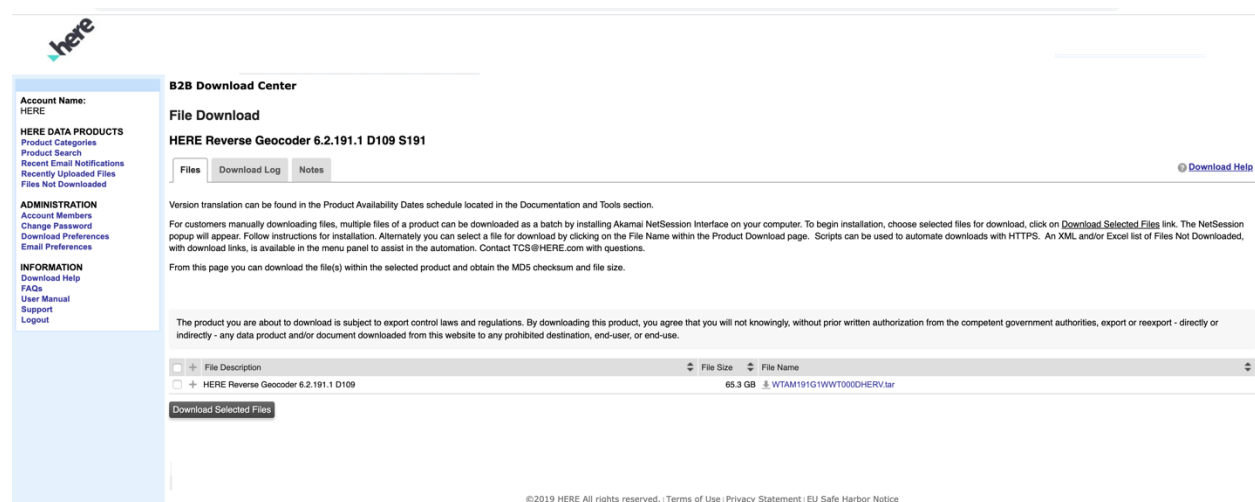 here
B2B Download Center
Account Name:
HERE
HERE DATA PRODUCTS
Product Categories
Product Search
Recent Email Notifications
Recently Uploaded Files
Files Not Downloaded
ADMINISTRATION
Account Members
Change Password
Download Preferences
Email Preferences
INFORMATION
Download Help
FAQs
User Manual
Support
Logout
File Download
HERE Reverse Geocoder 6.2.191.1 D109 S191
Files Download Log Notes
Download Help
Version translation can be found in the Product Availability Dates schedule located in the Documentation and Tools section.
For customers manually downloading files, multiple files of a product can be downloaded as a batch by installing Akamai NetSession Interface on your computer. To begin installation, choose selected files for download, click on Download Selected Files link. The NetSession
popup will appear. Follow instructions for installation. Alternately you can select a file for download by clicking on the File Name within the Product Download page. Scripts can be used to automate downloads with HTTPS. An XML and/or Excel list of Files Not Downloaded,
with download links, is available in the menu panel to assist in the automation. Contact TCS@HERE.com with questions.
From this page you can download the file(s) within the selected product and obtain the MD5 checksum and file size.
The product you are about to download is subject to export control laws and regulations. By downloading this product, you agree that you will not knowingly, without prior written authorization from the competent government authorities, export or reexport - directly or
indirectly - any data product and/or document downloaded from this website to any prohibited destination, end-user, or end-use.
File Description File Size File Name
HERE Reverse Geocoder 6.2.191.1 D109 65.3 GB WTAM191G1WWT000DHERV.tar
Download Selected Files
©2019 HERE All rights reserved. | Terms of Use | Privacy Statement | EU Safe Harbor Notice